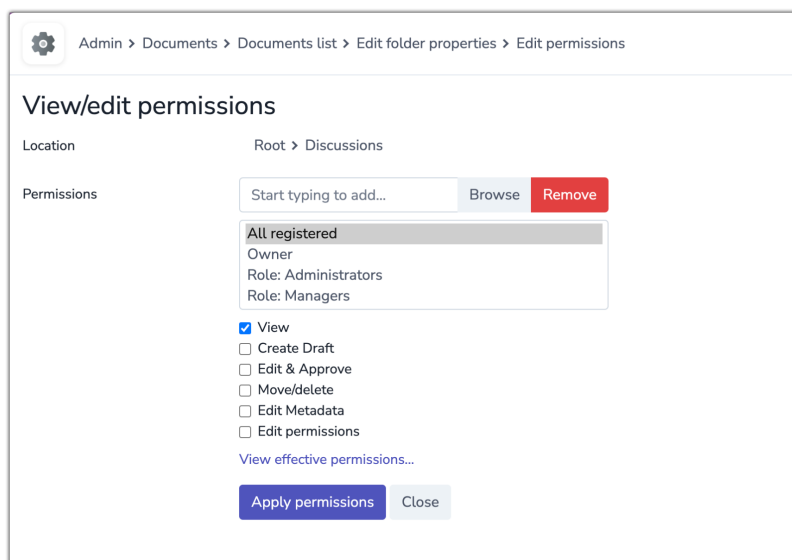 Admin > Documents > Documents list > Edit folder properties > Edit permissions
View/edit permissions
Location Root > Discussions
Permissions Start typing to add... Browse Remove
All registered
Owner
Role: Administrators
Role: Managers
View
Create Draft
Edit & Approve
Move/delete
Edit Metadata
Edit permissions
View effective permissions...
Apply permissions Close